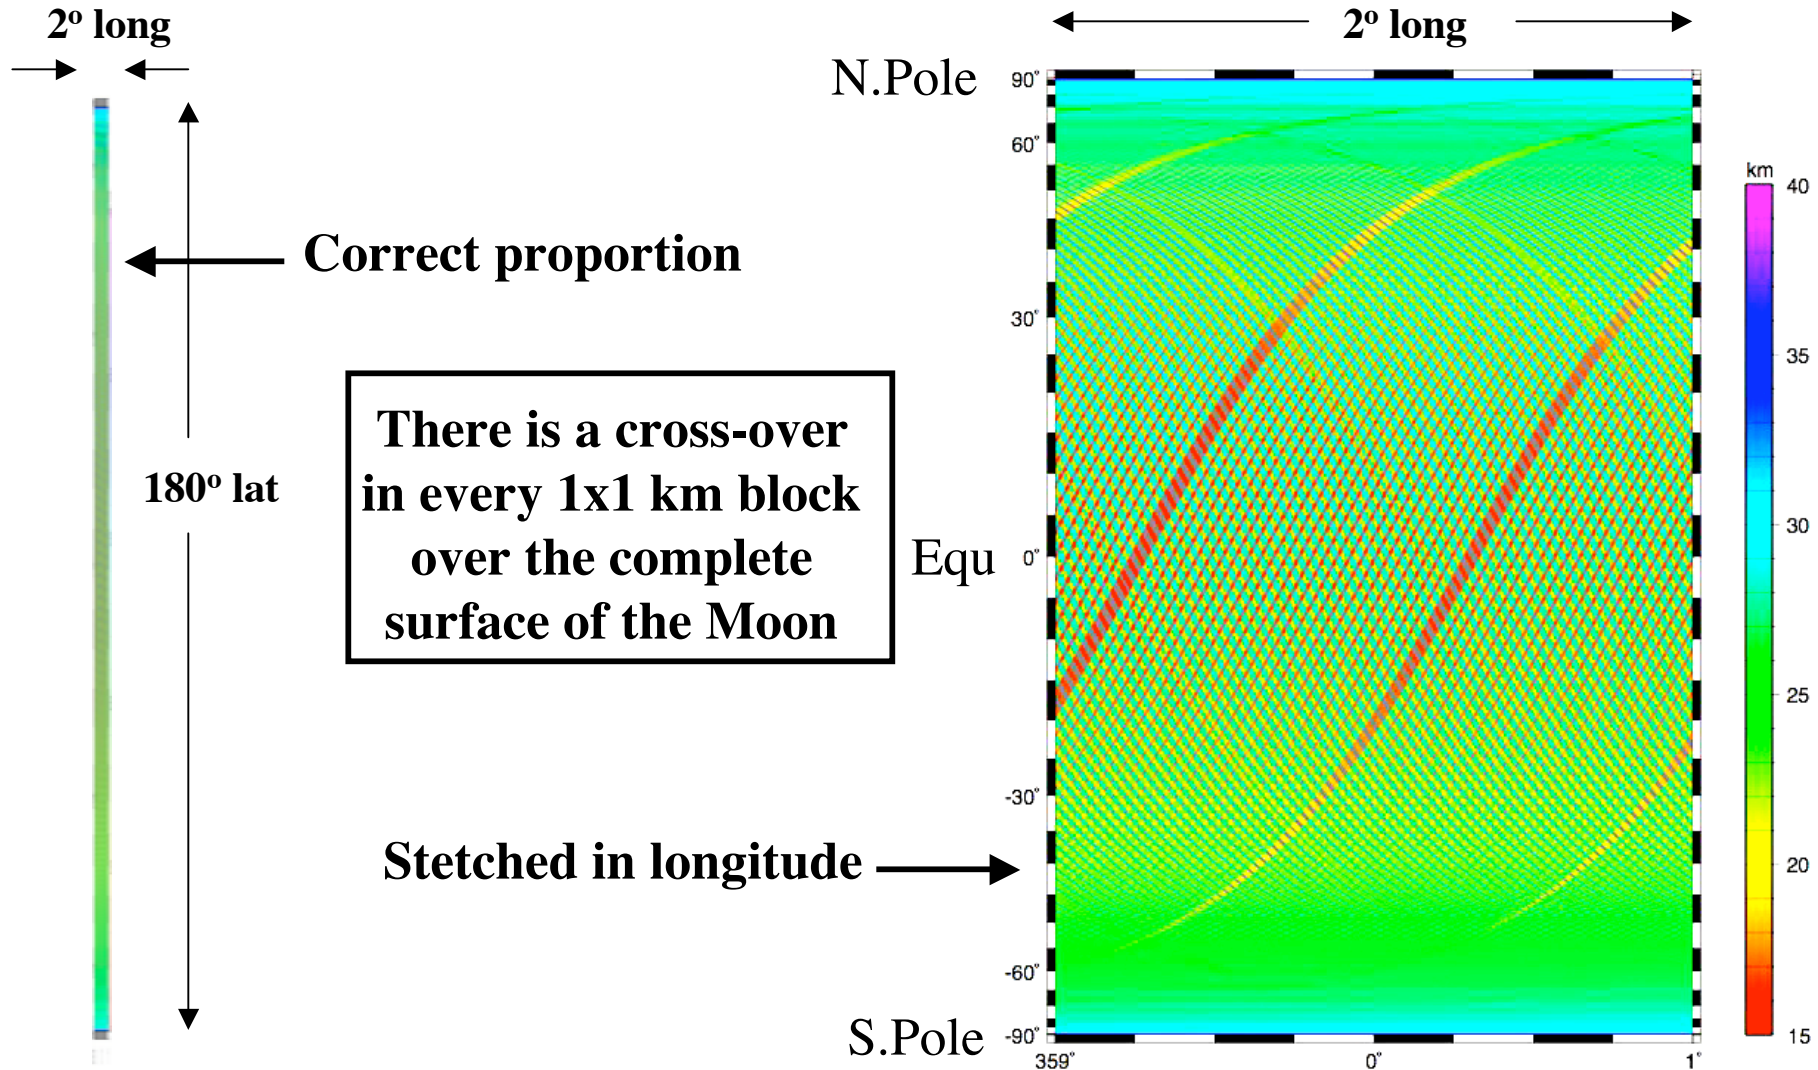 2º long
Correct proportion
180º lat
There is a cross-over
in every 1x1 km block
over the complete
surface of the Moon
Stetched in longitude
2º long
N.Pole
Equ
S.Pole
90°
60°
30°
0°
-30°
-60°
-90°
359°
0°
1°
km
40
35
30
25
20
15